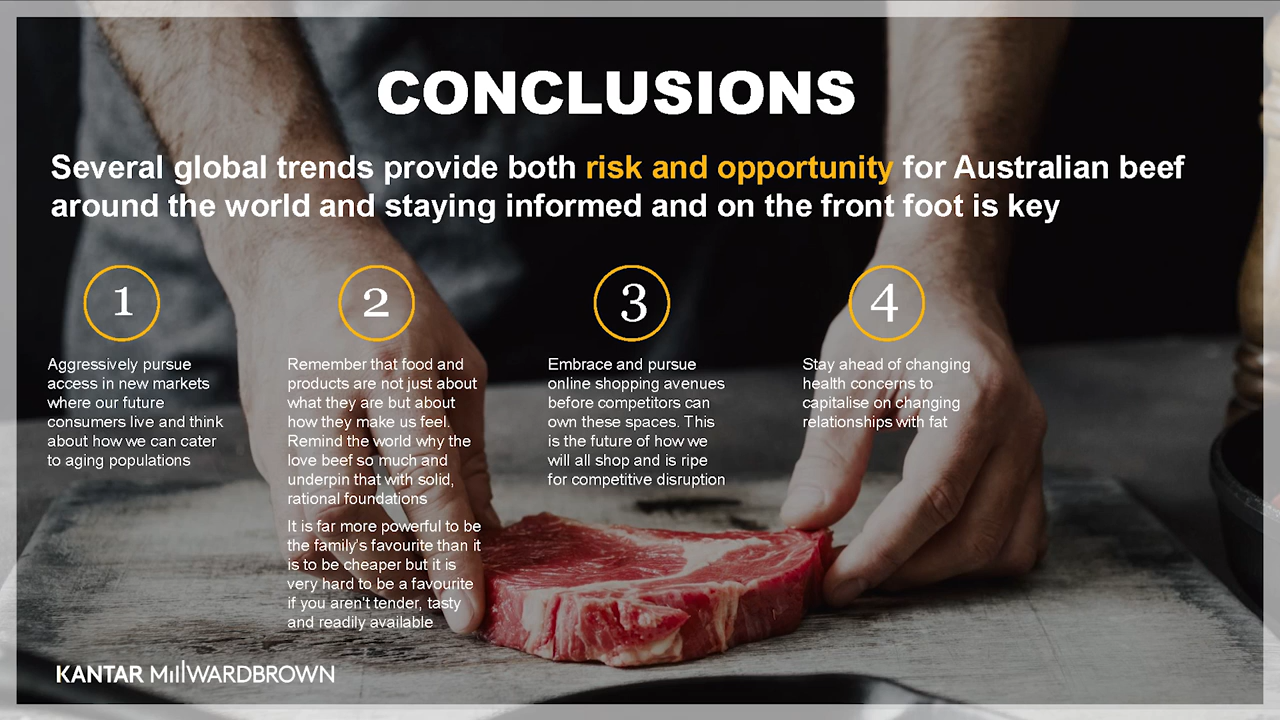 CONCLUSIONS
Several global trends provide both risk and opportunity for Australian beef
around the world and staying informed and on the front foot is key
1
Aggressively pursue
access in new markets
where our future
consumers live and think
about how we can cater
to aging populations
2
Remember that food and
products are not just about
what they are but about
how they make us feel.
Remind the world why the
love beef so much and
underpin that with solid,
rational foundations
It is far more powerful to be
the family's favourite than it
is to be cheaper but it is
very hard to be a favourite
if you aren't tender, tasty
and readily available
3
Embrace and pursue
online shopping avenues
before competitors can
own these spaces. This
is the future of how we
will all shop and is ripe
for competitive disruption
4
Stay ahead of changing
health concerns to
capitalise on changing
relationships with fat
KANTAR MillWARDBROWN